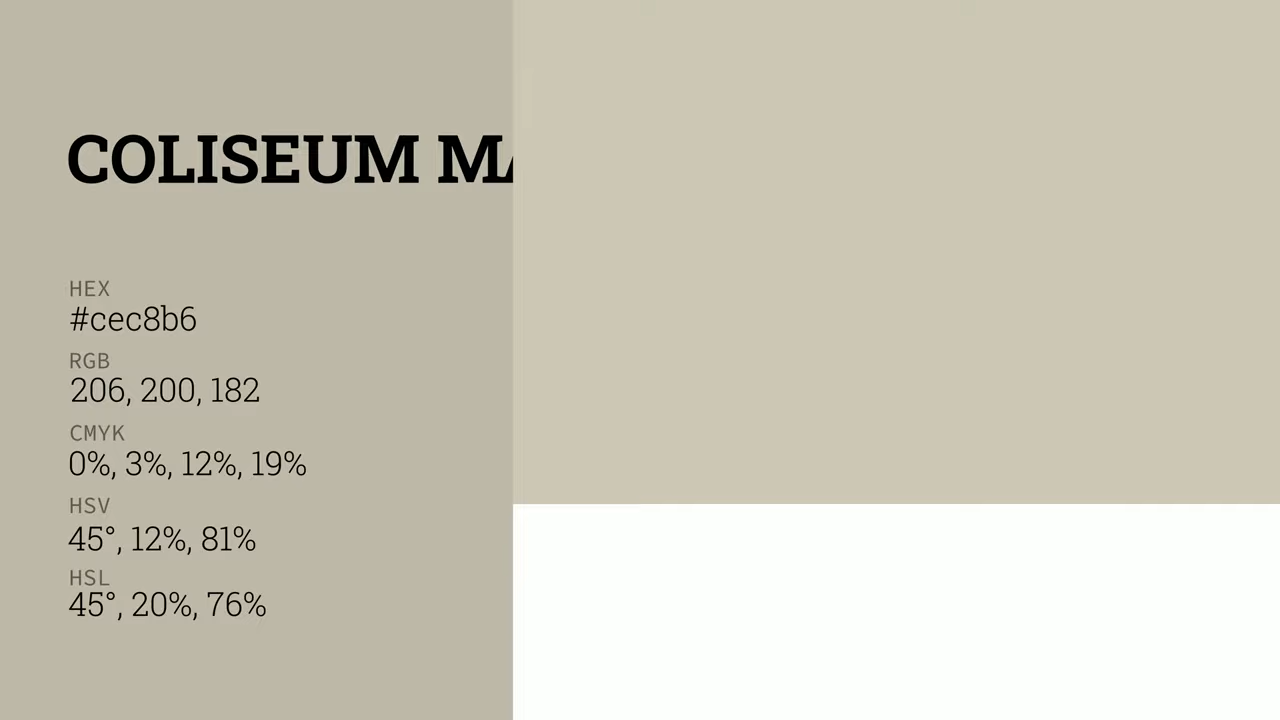 COLISEUM MA
HEX
#cec8b6
RGB
206, 200, 182
CMYK
0%, 3%, 12%, 19%
HSV
45°, 12%, 81%
HSL
45°, 20%, 76%